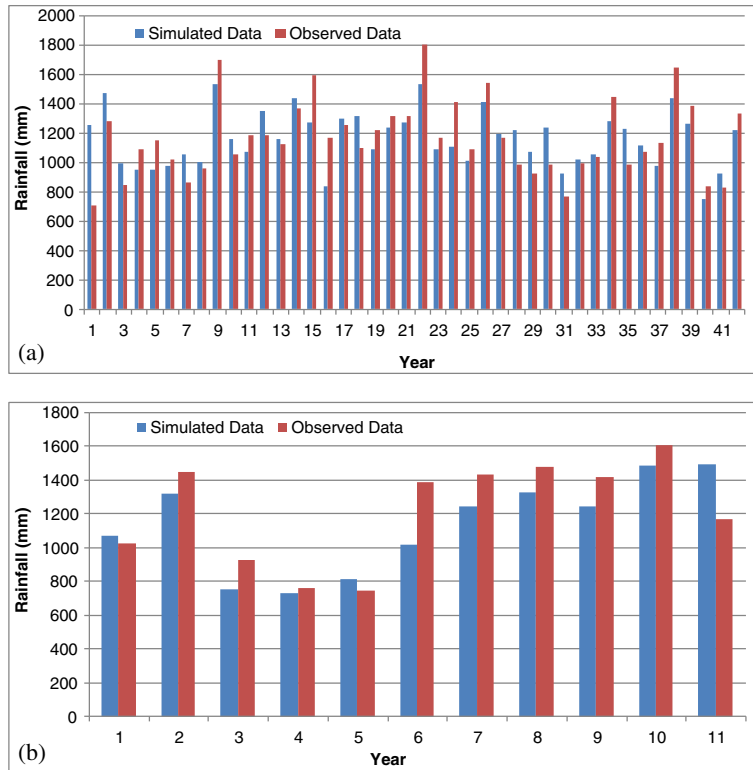 2000
1800
1600
1400
1200
1000
800
600
400
200
0
Rainfall (mm)
Simulated Data Observed Data
1 3 5 7 9 11 13 15 17 19 21 23 25 27 29 31 33 35 37 39 41
Year
(a)
1800
1600
1400
1200
1000
800
600
400
200
0
Rainfall (mm)
Simulated Data Observed Data
1 2 3 4 5 6 7 8 9 10 11
Year
(b)